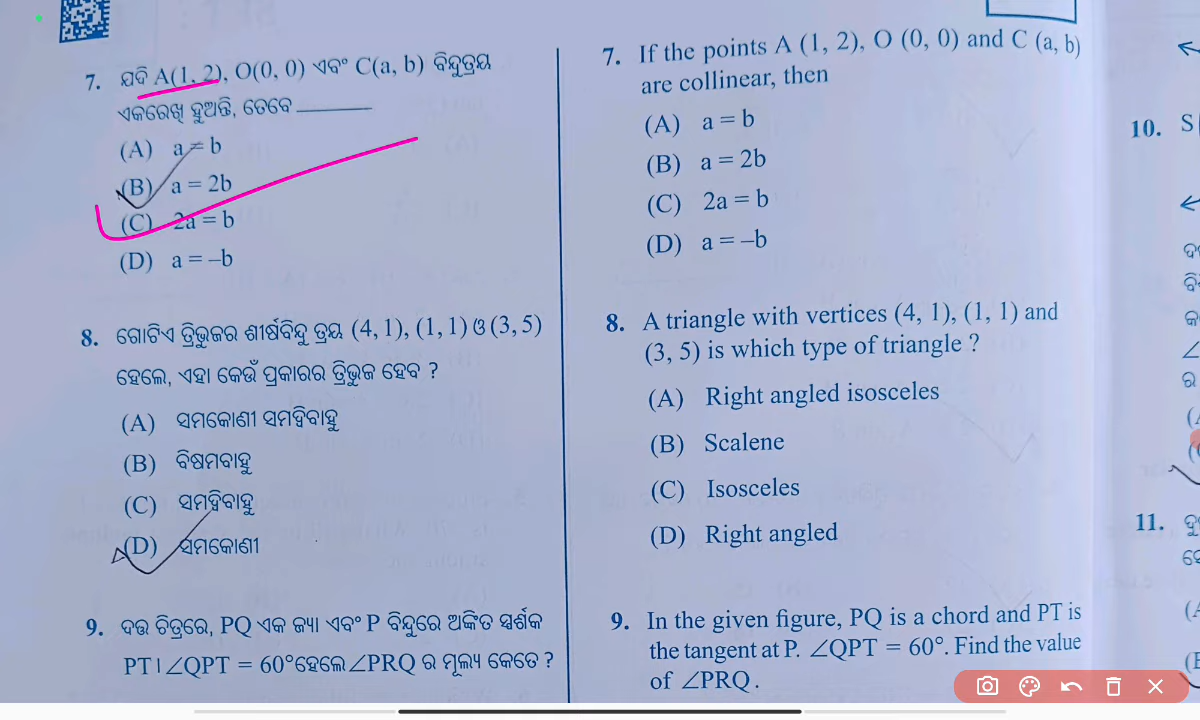 7. ଯଦି A(1, 2), O(0, 0) ଏବଂ C(a, b) ବିନ୍ଦୁତ୍ରୟ
ଏକରେଖୀ ହୁଅନ୍ତି, ତେବେ ________
(A) a = b
(B) a = 2b
(C) 2a = b
(D) a = –b
8. ଗୋଟିଏ ତ୍ରିଭୁଜର ଶୀର୍ଷବିନ୍ଦୁ ତ୍ରୟ (4, 1), (1, 1) ଓ (3, 5)
ହେଲେ, ଏହା କେଉଁ ପ୍ରକାରର ତ୍ରିଭୁଜ ହେବ ?
(A) ସମକୋଣୀ ସମଦ୍ୱିବାହୁ
(B) ବିଷମବାହୁ
(C) ସମଦ୍ୱିବାହୁ
(D) ସମକୋଣୀ
9. ଦତ୍ତ ଚିତ୍ରରେ, PQ ଏକ ଜ୍ୟା ଏବଂ P ବିନ୍ଦୁରେ ଅଙ୍କିତ ସ୍ପର୍ଶକ
PT। ∠QPT = 60°ହେଲେ ∠PRQ ର ମୂଲ୍ୟ କେତେ ?
7. If the points A (1, 2), O (0, 0) and C (a, b)
are collinear, then
(A) a = b
(B) a = 2b
(C) 2a = b
(D) a = –b
8. A triangle with vertices (4, 1), (1, 1) and
(3, 5) is which type of triangle ?
(A) Right angled isosceles
(B) Scalene
(C) Isosceles
(D) Right angled
9. In the given figure, PQ is a chord and PT is
the tangent at P. ∠QPT = 60°. Find the value
of ∠PRQ .
10.
11.